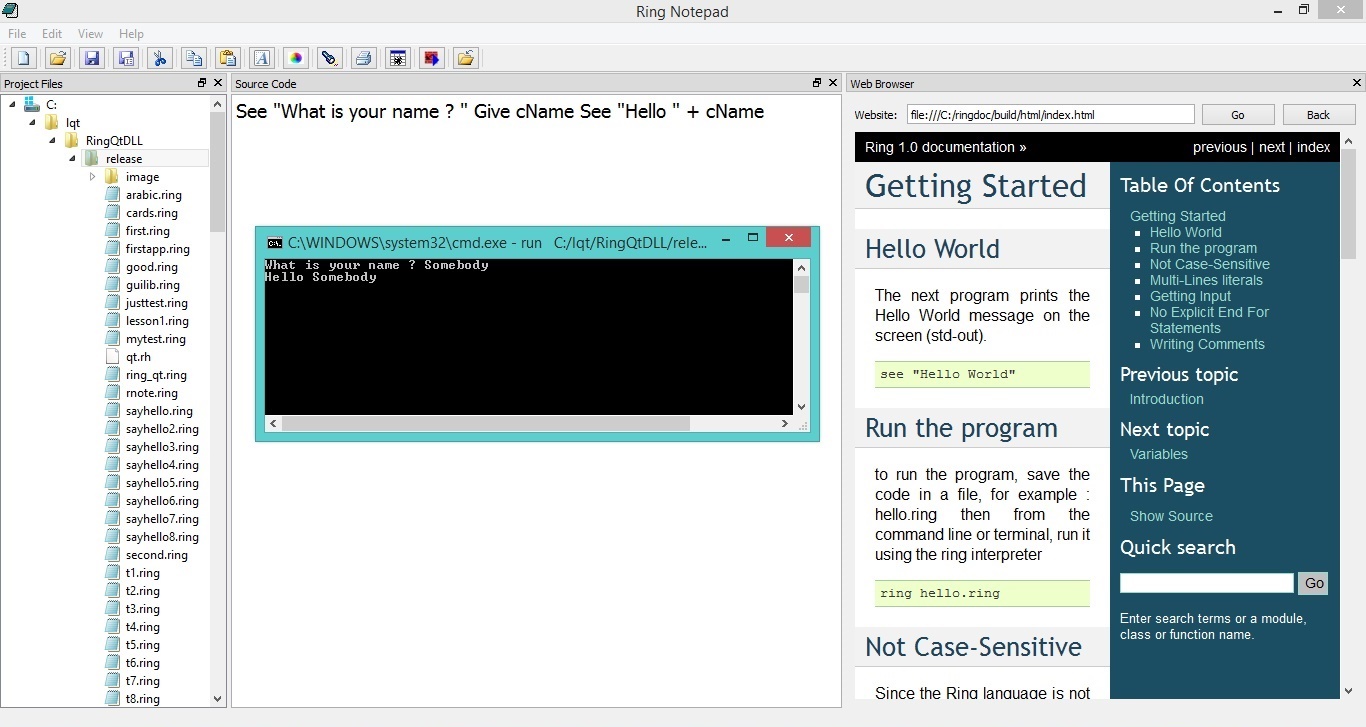 Ring Notepad
File Edit View Help
Project Files
C:
Iqt
RingQtDLL
release
image
arabic.ring
cards.ring
first.ring
firstapp.ring
good.ring
guilib.ring
justtest.ring
lesson1.ring
mytest.ring
qt.rh
ring_qt.ring
rnote.ring
sayhello.ring
sayhello2.ring
sayhello3.ring
sayhello4.ring
sayhello5.ring
sayhello6.ring
sayhello7.ring
sayhello8.ring
second.ring
t1.ring
t2.ring
t3.ring
t4.ring
t5.ring
t6.ring
t7.ring
t8.ring
Source Code
See "What is your name ? " Give cName See "Hello " + cName
C:\WINDOWS\system32\cmd.exe - run C:/Iqt/RingQtDLL/rele...
What is your name ? Somebody
Hello Somebody
Web Browser
Website: file:///C:/ringdoc/build/html/index.html Go Back
Ring 1.0 documentation » previous | next | index
Getting Started
Hello World
The next program prints the
Hello World message on the
screen (std-out).
see "Hello World"
Run the program
to run the program, save the
code in a file, for example :
hello.ring then from the
command line or terminal, run it
using the ring interpreter
ring hello.ring
Not Case-Sensitive
Since the Ring language is not
Table Of Contents
Getting Started
Hello World
Run the program
Not Case-Sensitive
Multi-Lines literals
Getting Input
No Explicit End For
Statements
Writing Comments
Previous topic
Introduction
Next topic
Variables
This Page
Show Source
Quick search
Go
Enter search terms or a module,
class or function name.